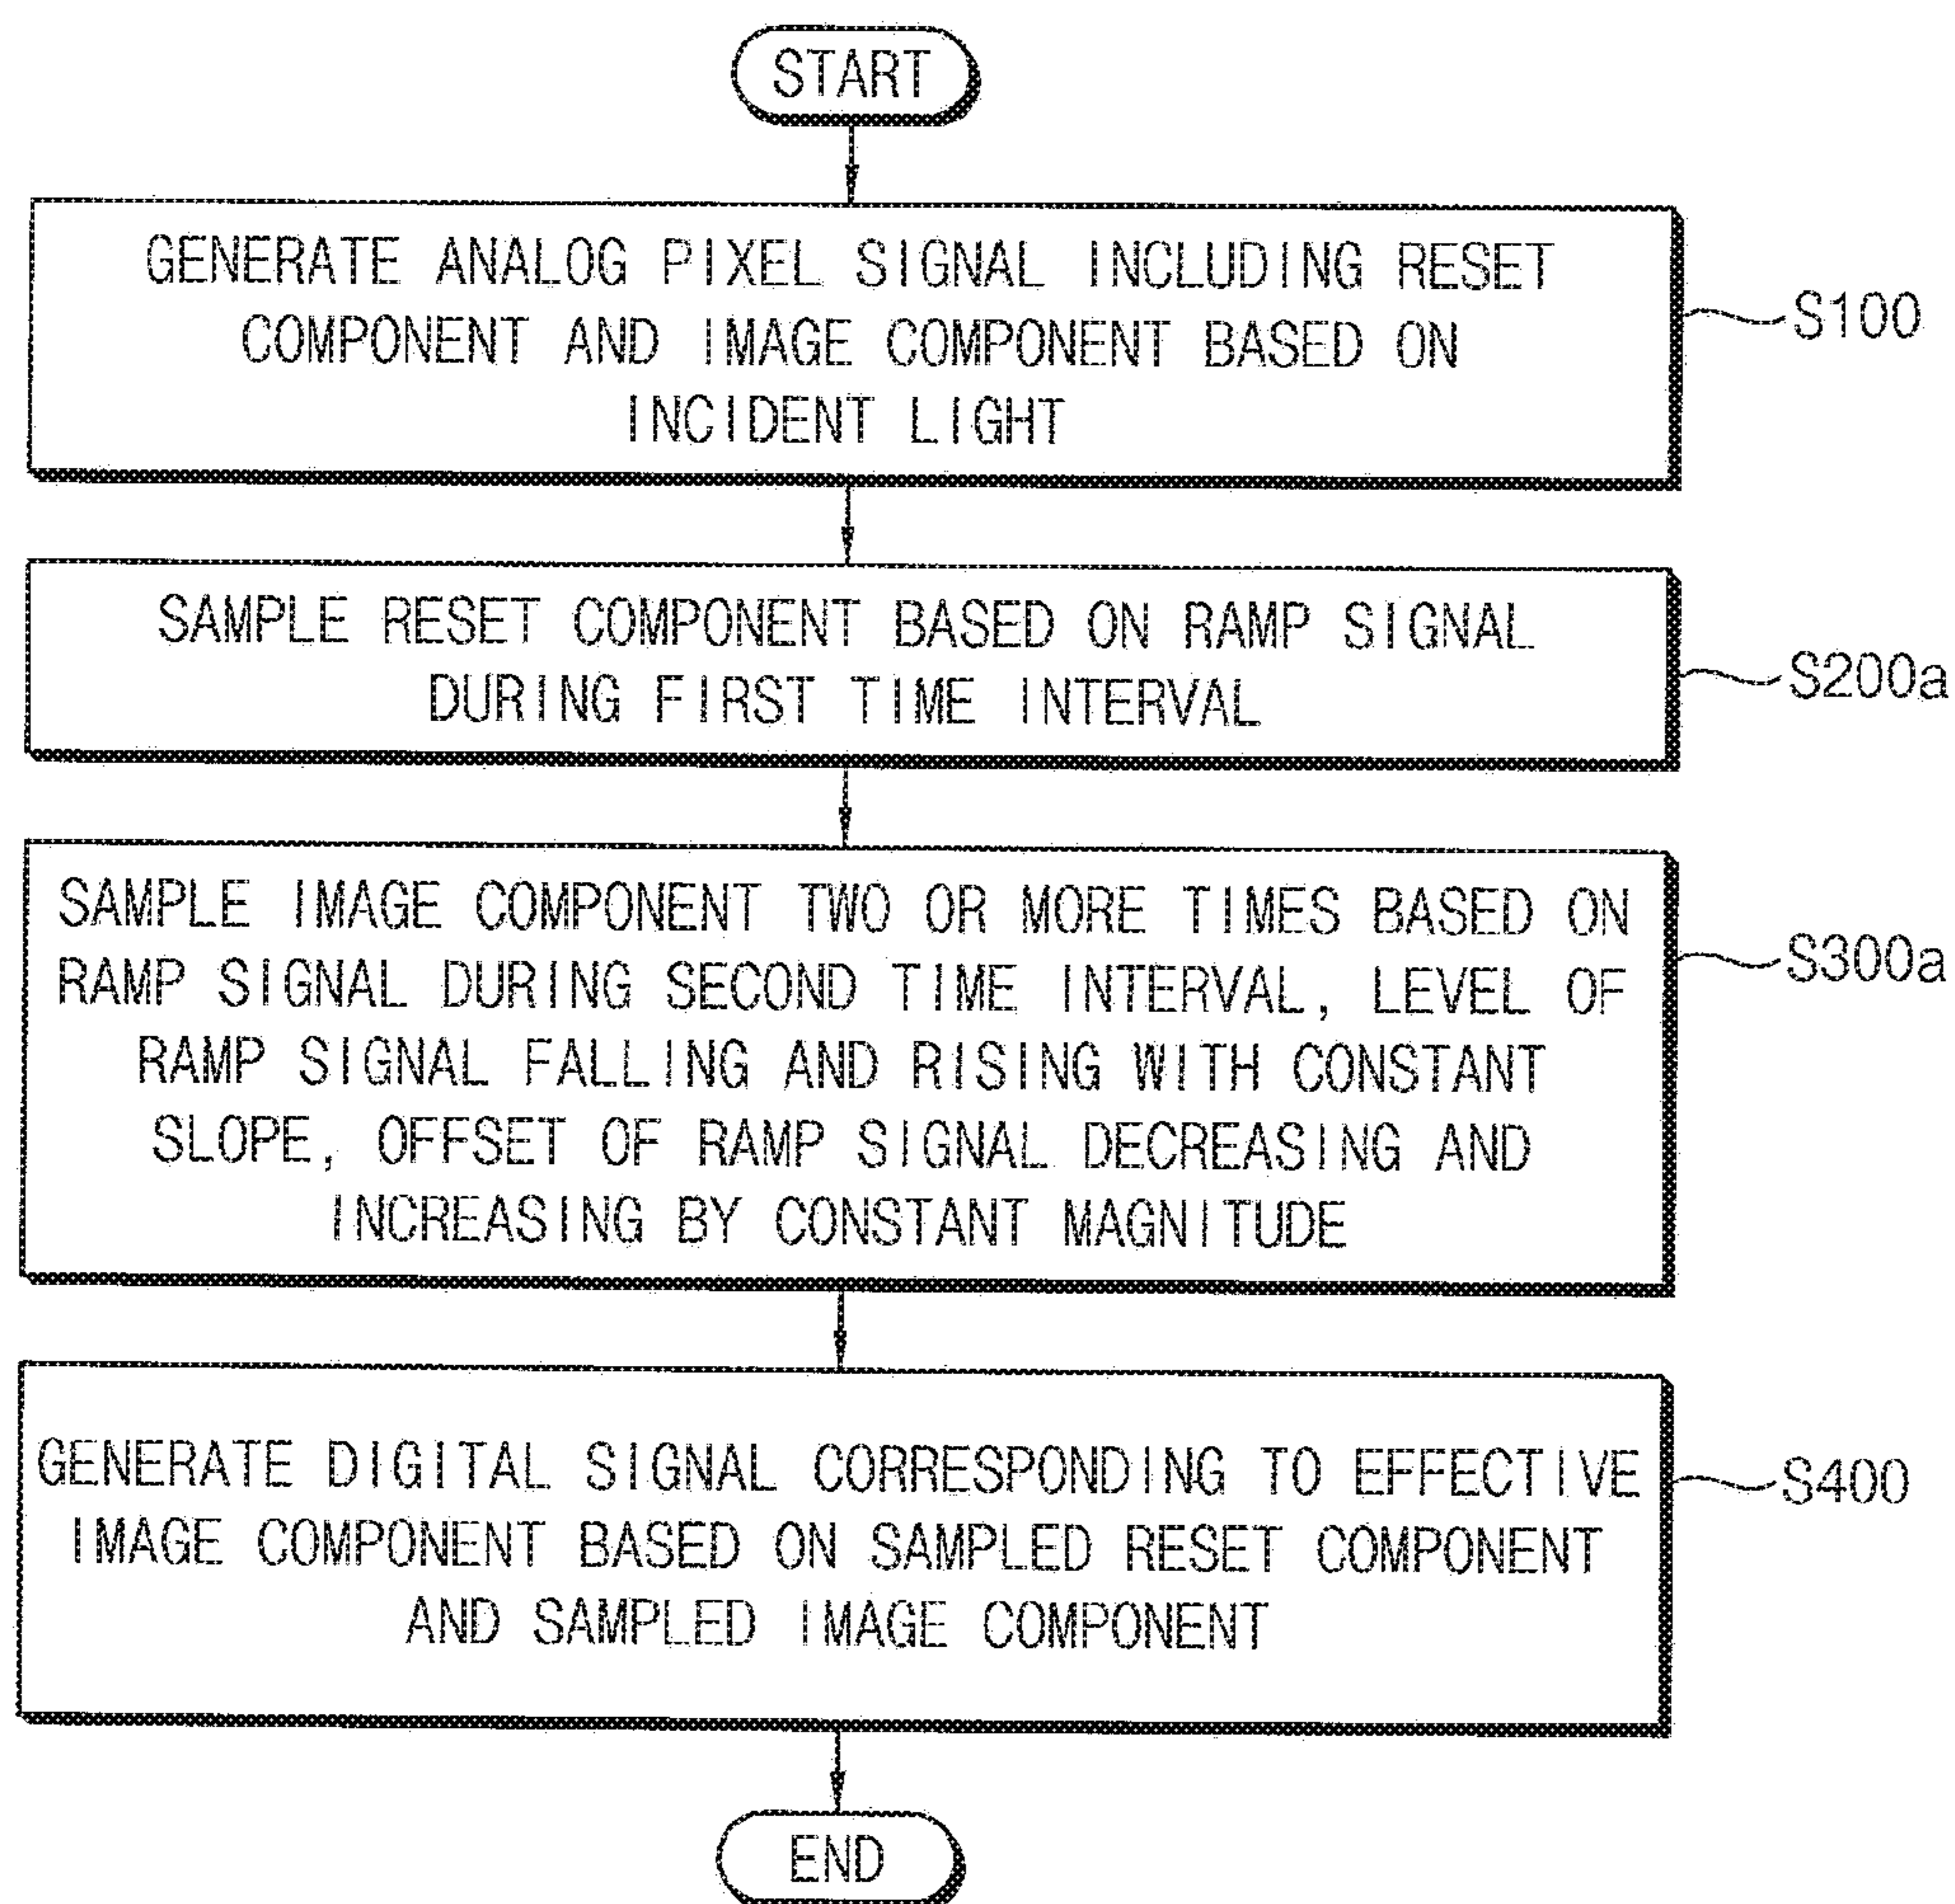 START
GENERATE ANALOG PIXEL SIGNAL INCLUDING RESET
COMPONENT AND IMAGE COMPONENT BASED ON
INCIDENT LIGHT
S100
SAMPLE RESET COMPONENT BASED ON RAMP SIGNAL
DURING FIRST TIME INTERVAL
S200a
SAMPLE IMAGE COMPONENT TWO OR MORE TIMES BASED ON
RAMP SIGNAL DURING SECOND TIME INTERVAL, LEVEL OF
RAMP SIGNAL FALLING AND RISING WITH CONSTANT
SLOPE, OFFSET OF RAMP SIGNAL DECREASING AND
INCREASING BY CONSTANT MAGNITUDE
S300a
GENERATE DIGITAL SIGNAL CORRESPONDING TO EFFECTIVE
IMAGE COMPONENT BASED ON SAMPLED RESET COMPONENT
AND SAMPLED IMAGE COMPONENT
S400
END